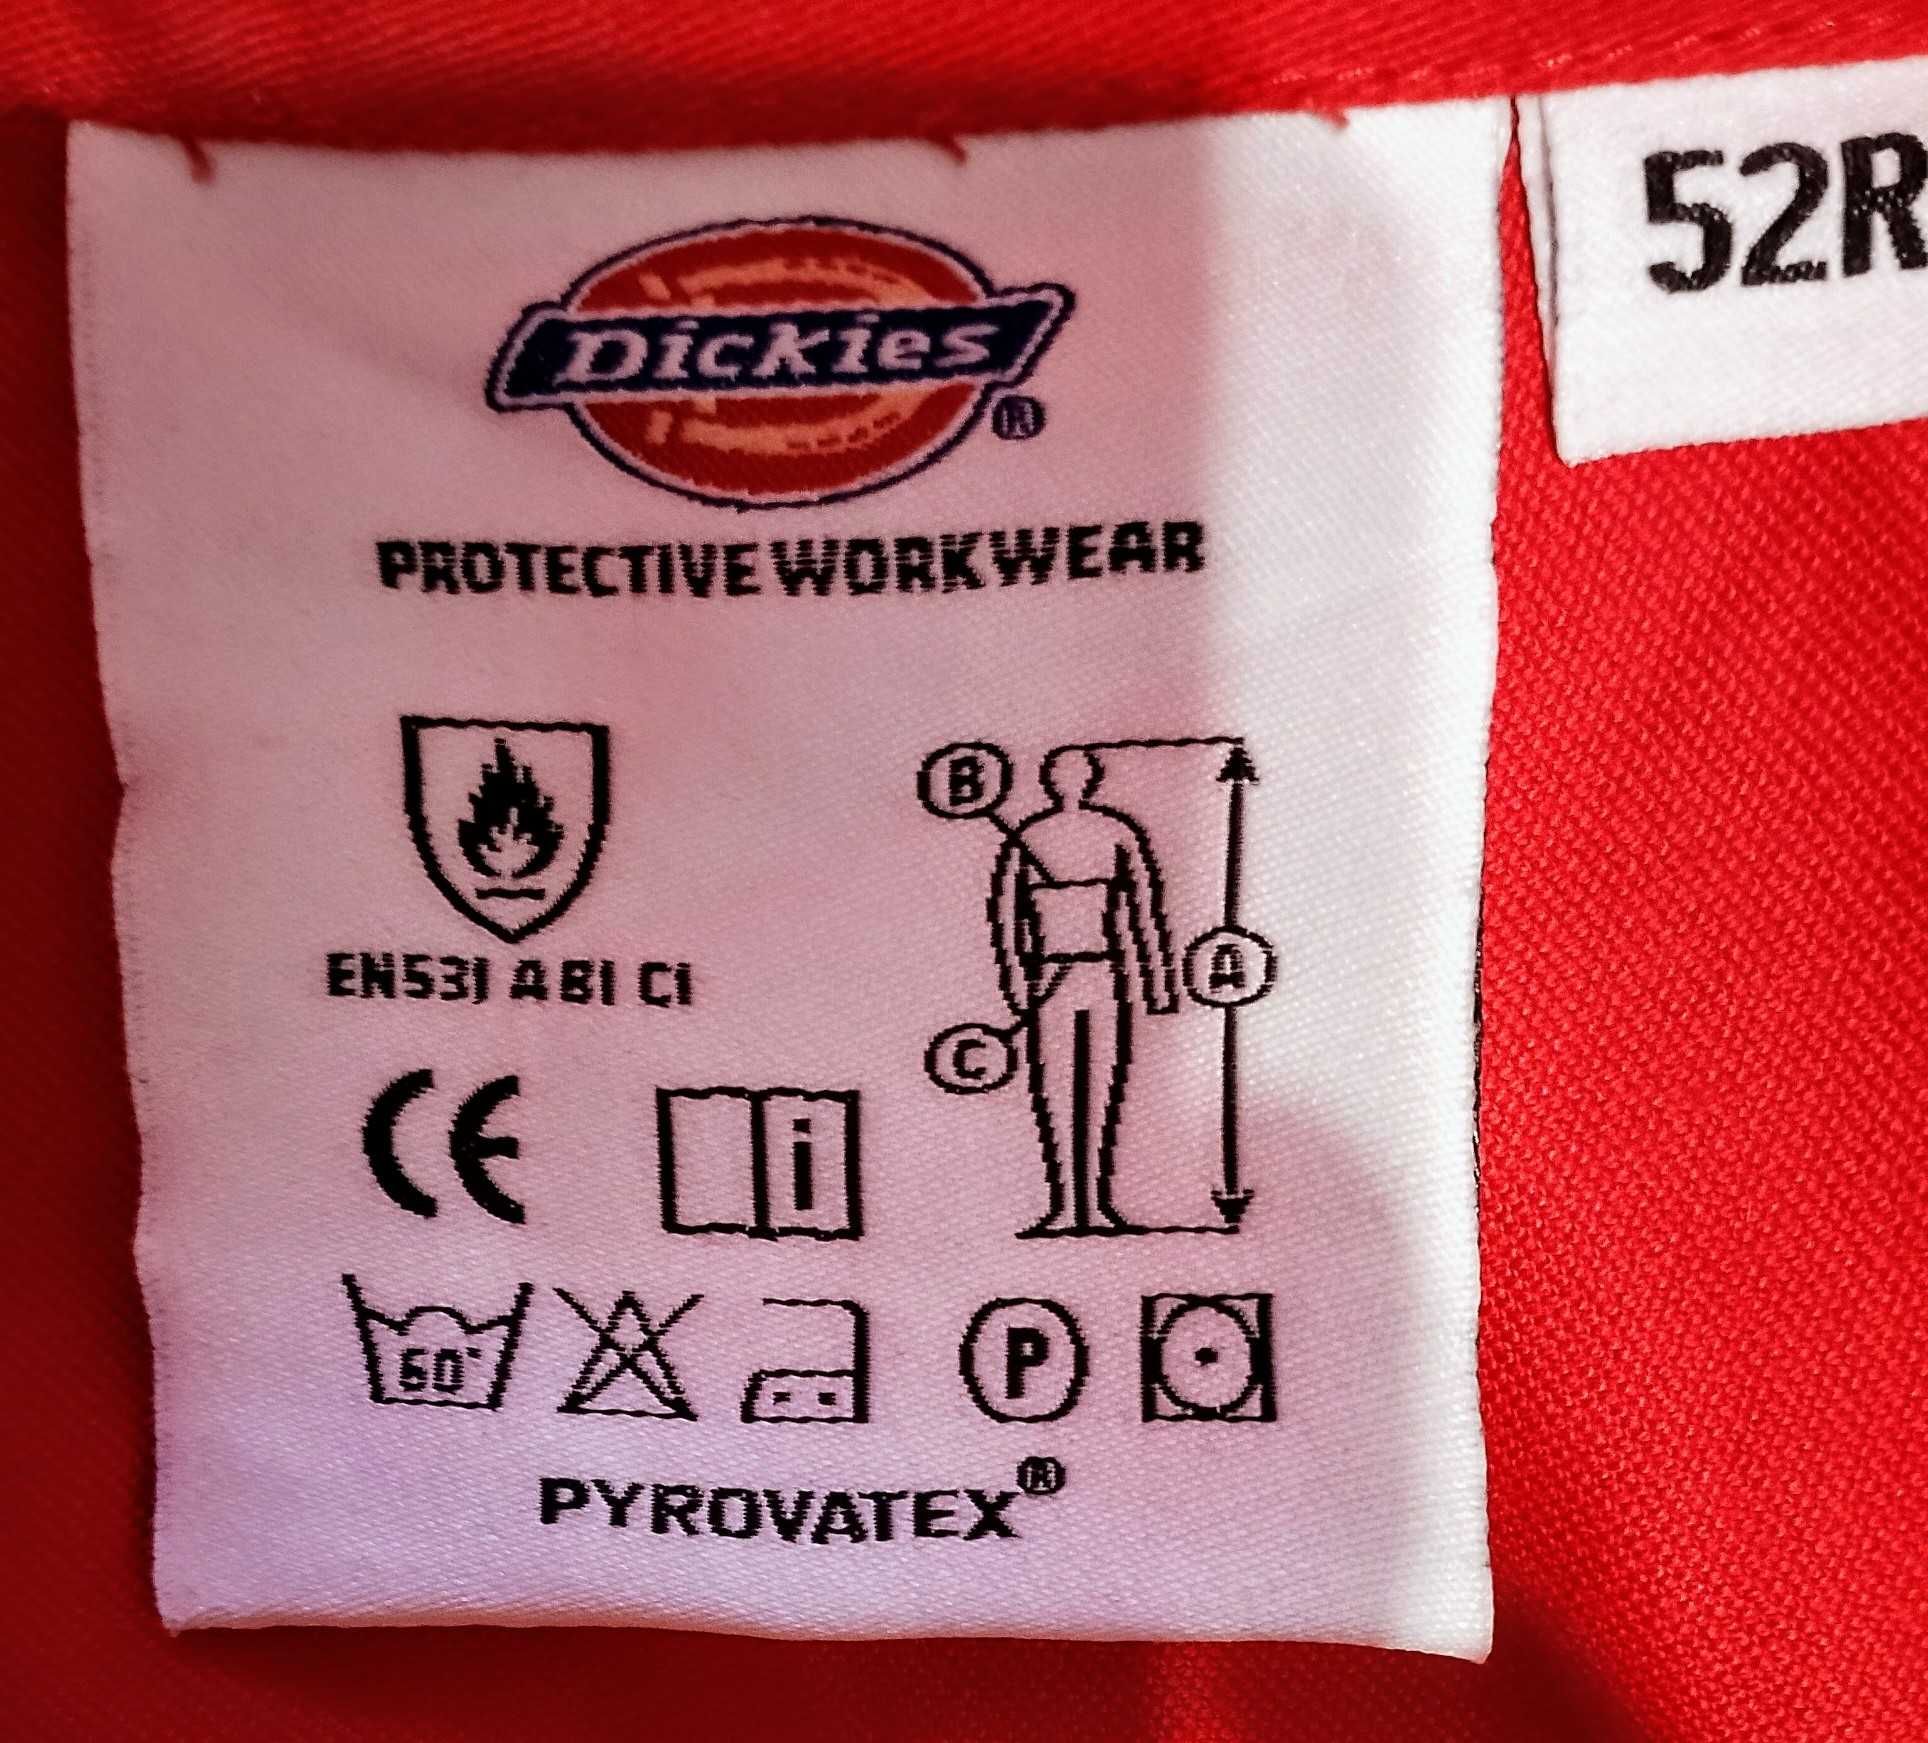 Dickies®
52R
PROTECTIVE WORKWEAR
B
A
EN531 A B1 C1
C
CE
i
60°
P
PYROVATEX®